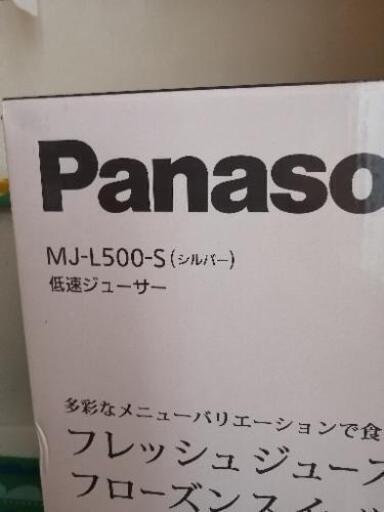 Panaso
MJ-L500-S(シルバー)
低速ジューサー
多彩なメニューバリエーションで食
フレッシュジュー
フローズンスイ